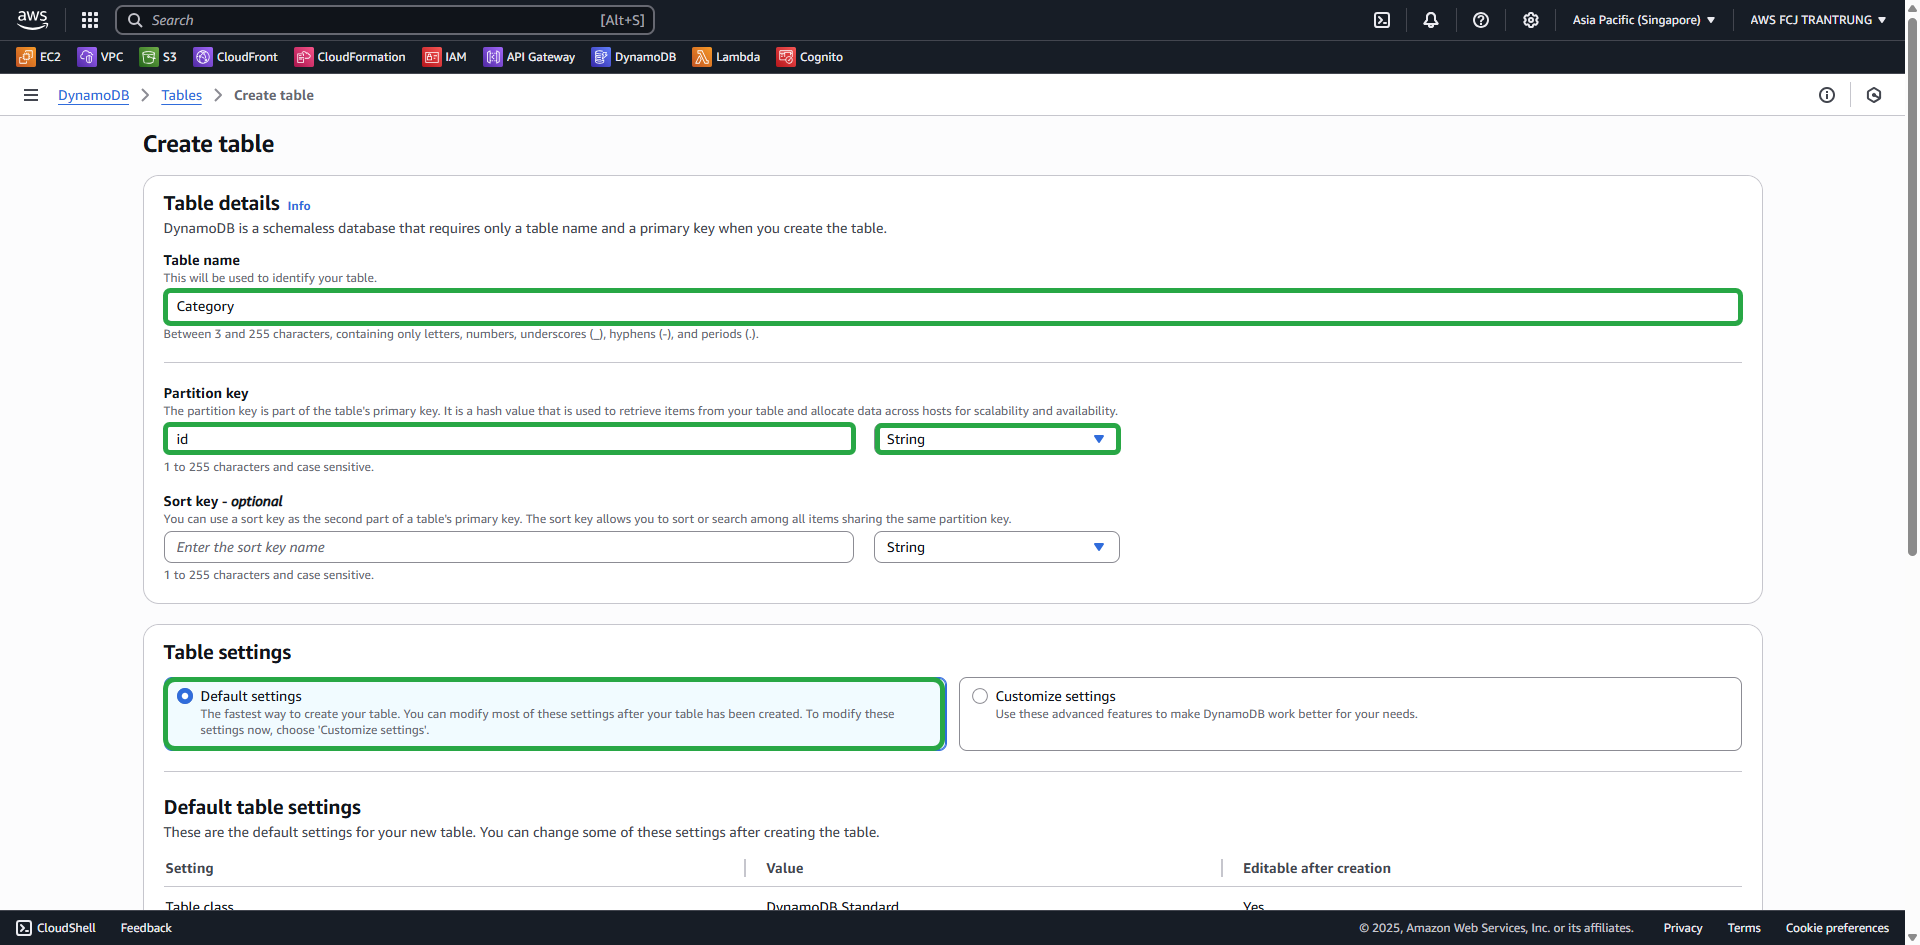 aws
Search
[Alt+S]
Asia Pacific (Singapore)
AWS FCJ TRANTRUNG
EC2
VPC
S3
CloudFront
CloudFormation
IAM
API Gateway
DynamoDB
Lambda
Cognito
DynamoDB > Tables > Create table
Create table
Table details Info
DynamoDB is a schemaless database that requires only a table name and a primary key when you create the table.
Table name
This will be used to identify your table.
Category
Between 3 and 255 characters, containing only letters, numbers, underscores (_), hyphens (-), and periods (.).
Partition key
The partition key is part of the table's primary key. It is a hash value that is used to retrieve items from your table and allocate data across hosts for scalability and availability.
id
String
1 to 255 characters and case sensitive.
Sort key - optional
You can use a sort key as the second part of a table's primary key. The sort key allows you to sort or search among all items sharing the same partition key.
Enter the sort key name
String
1 to 255 characters and case sensitive.
Table settings
Default settings
The fastest way to create your table. You can modify most of these settings after your table has been created. To modify these
settings now, choose 'Customize settings'.
Customize settings
Use these advanced features to make DynamoDB work better for your needs.
Default table settings
These are the default settings for your new table. You can change some of these settings after creating the table.
Setting
Value
Editable after creation
Table class
DynamoDB Standard
Yes
CloudShell
Feedback
© 2025, Amazon Web Services, Inc. or its affiliates.
Privacy
Terms
Cookie preferences